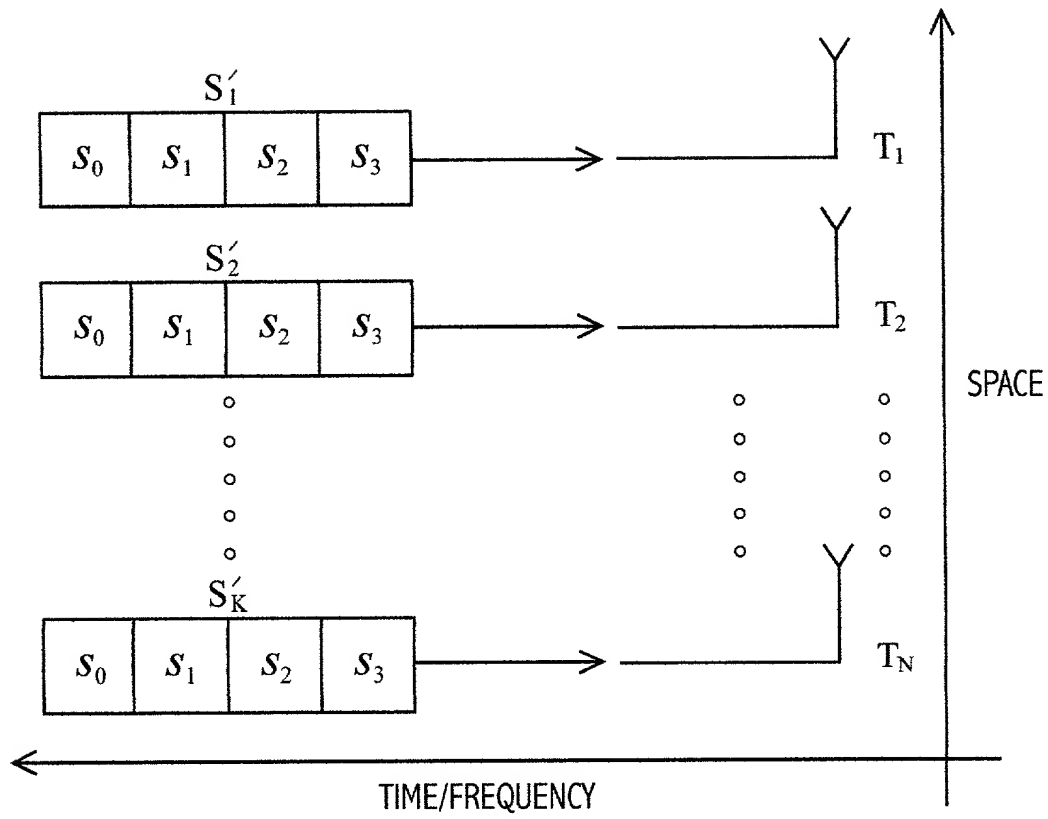 S′₁
s₀ s₁ s₂ s₃ T₁
S′₂
s₀ s₁ s₂ s₃ T₂
SPACE
S′K
s₀ s₁ s₂ s₃ TN
TIME/FREQUENCY